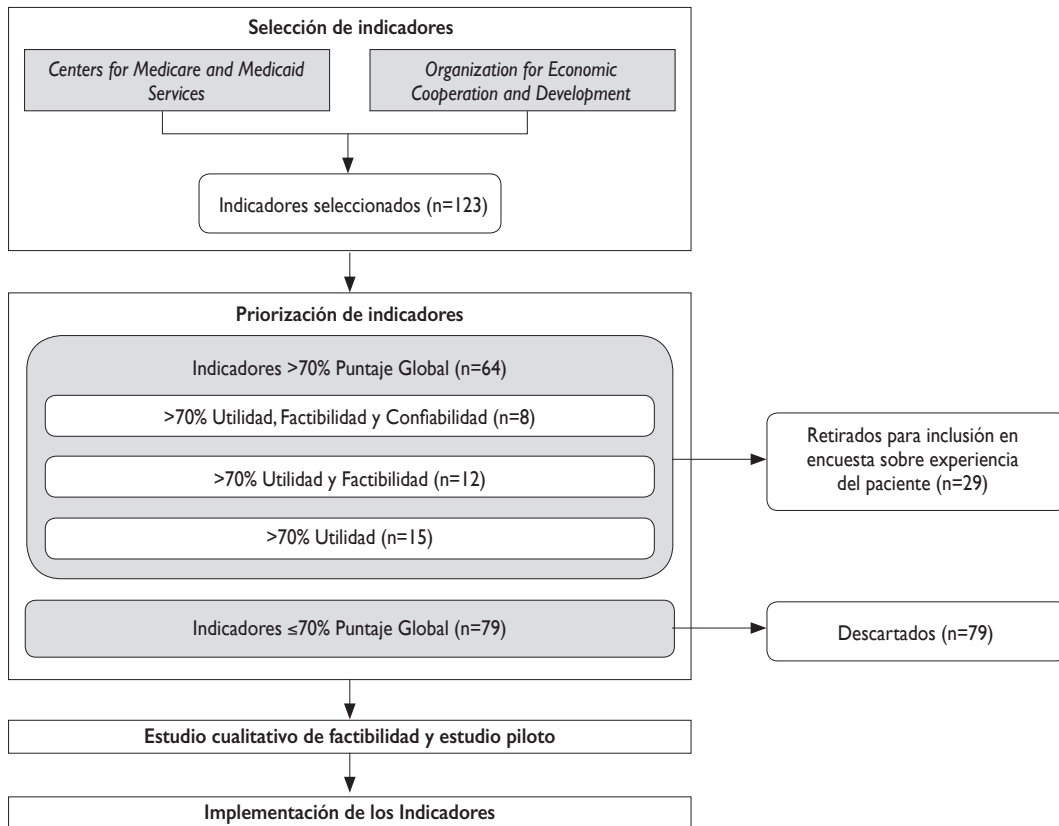 Selección de indicadores
Centers for Medicare and Medicaid
Services
Organization for Economic
Cooperation and Development
Indicadores seleccionados (n=123)
Priorización de indicadores
Indicadores >70% Puntaje Global (n=64)
>70% Utilidad, Factibilidad y Confiabilidad (n=8)
>70% Utilidad y Factibilidad (n=12)
>70% Utilidad (n=15)
Retirados para inclusión en
encuesta sobre experiencia
del paciente (n=29)
Indicadores ≤70% Puntaje Global (n=79)
Descartados (n=79)
Estudio cualitativo de factibilidad y estudio piloto
Implementación de los Indicadores